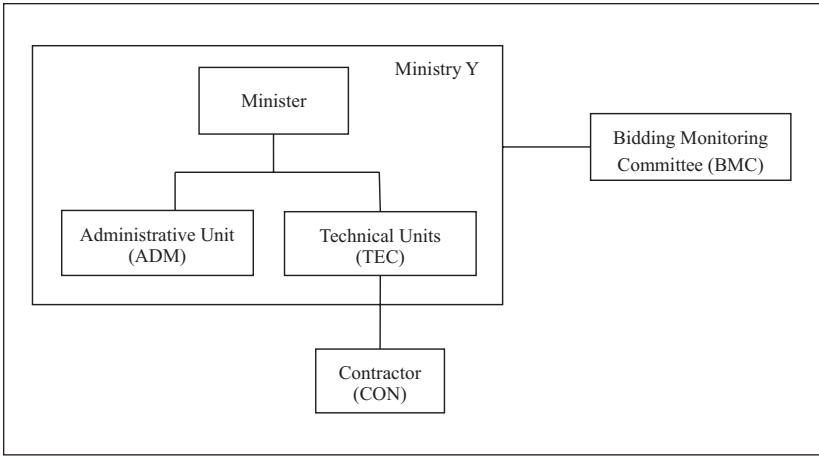 Ministry Y
Minister
Bidding Monitoring
Committee (BMC)
Administrative Unit
(ADM)
Technical Units
(TEC)
Contractor
(CON)